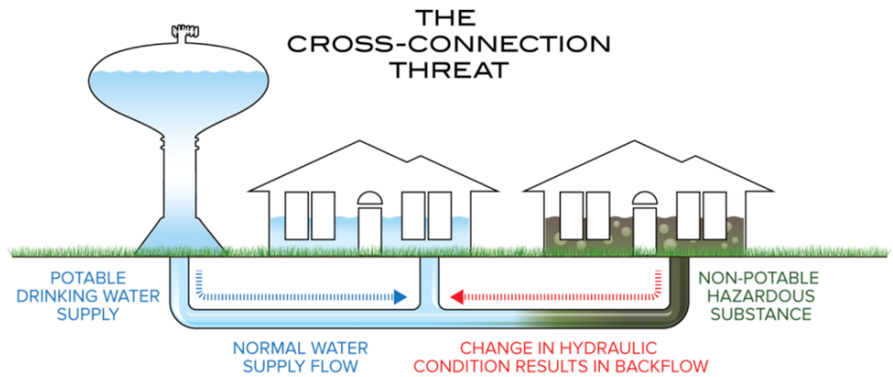 THE
CROSS-CONNECTION
THREAT
POTABLE
DRINKING WATER
SUPPLY
NON-POTABLE
HAZARDOUS
SUBSTANCE
NORMAL WATER
SUPPLY FLOW
CHANGE IN HYDRAULIC
CONDITION RESULTS IN BACKFLOW